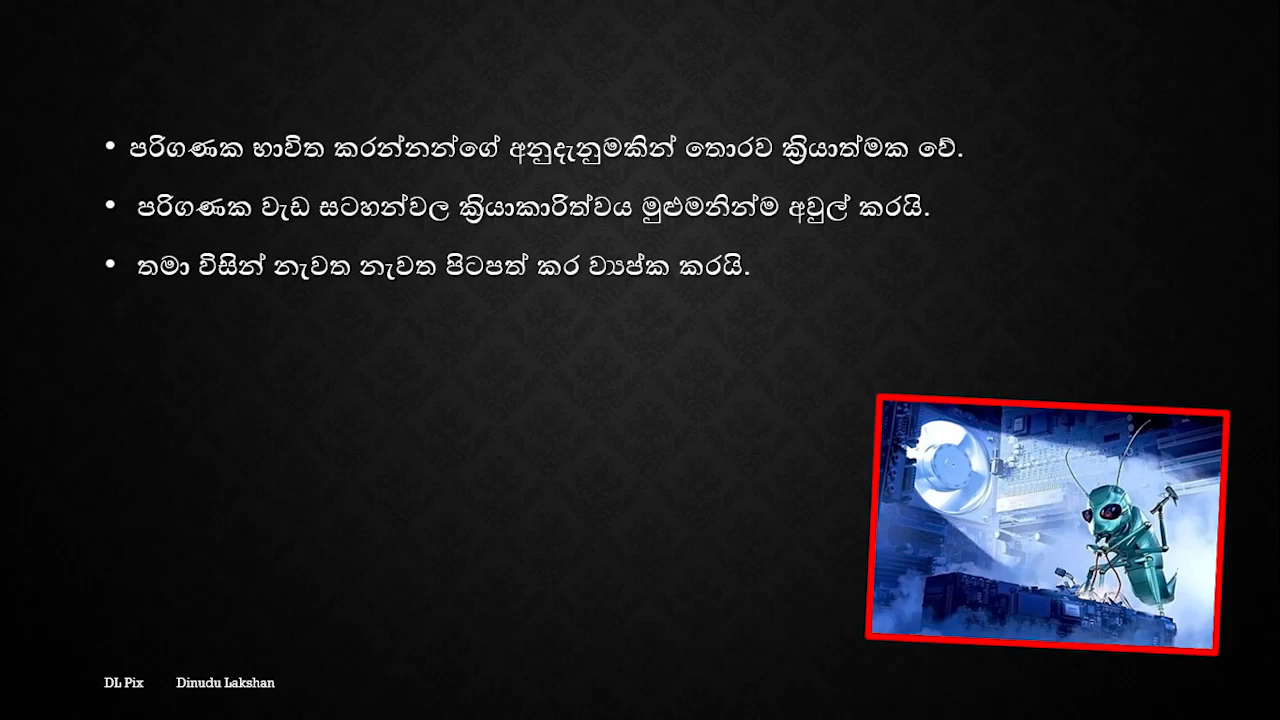 • පරිගණක භාවිත කරන්නන්ගේ අනුදැනුමකින් තොරව ක්‍රියාත්මක වේ.
• පරිගණක වැඩ සටහන්වල ක්‍රියාකාරිත්වය මුළුමනින්ම අවුල් කරයි.
• තමා විසින් නැවත නැවත පිටපත් කර ව්‍යප්ක කරයි.
DL Pix Dinudu Lakshan